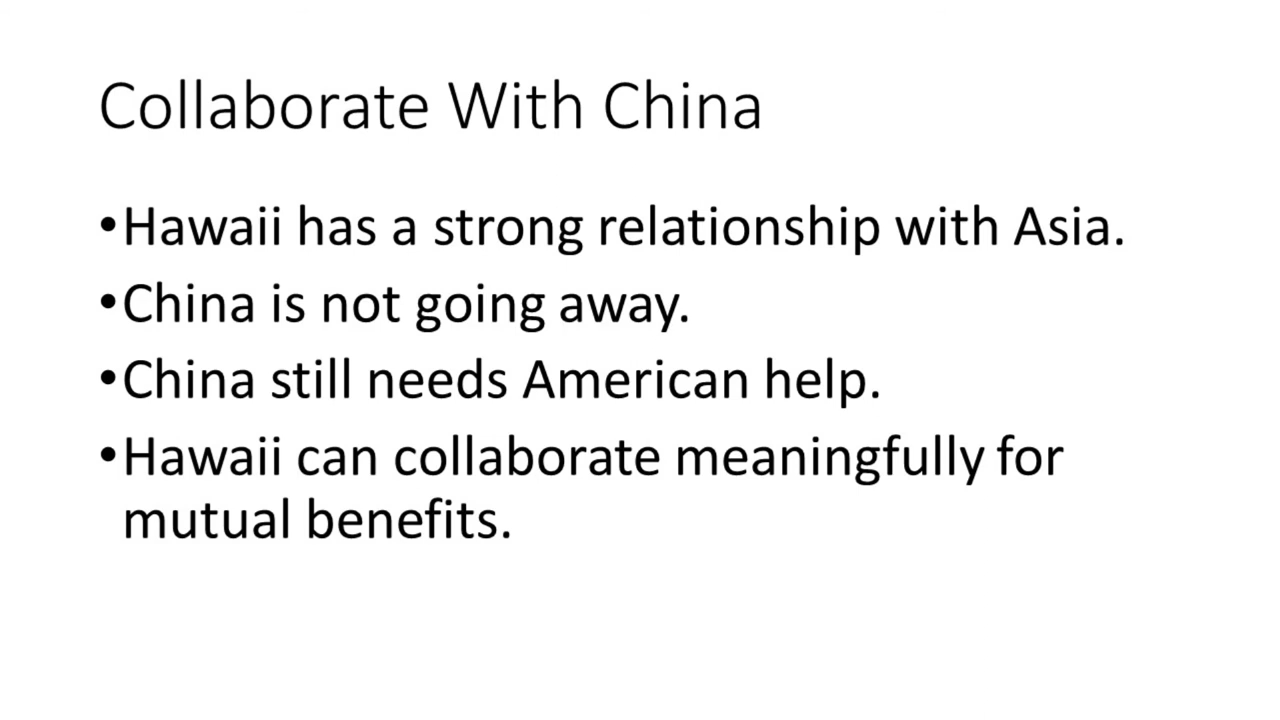 Collaborate With China
•Hawaii has a strong relationship with Asia.
•China is not going away.
•China still needs American help.
•Hawaii can collaborate meaningfully for
mutual benefits.